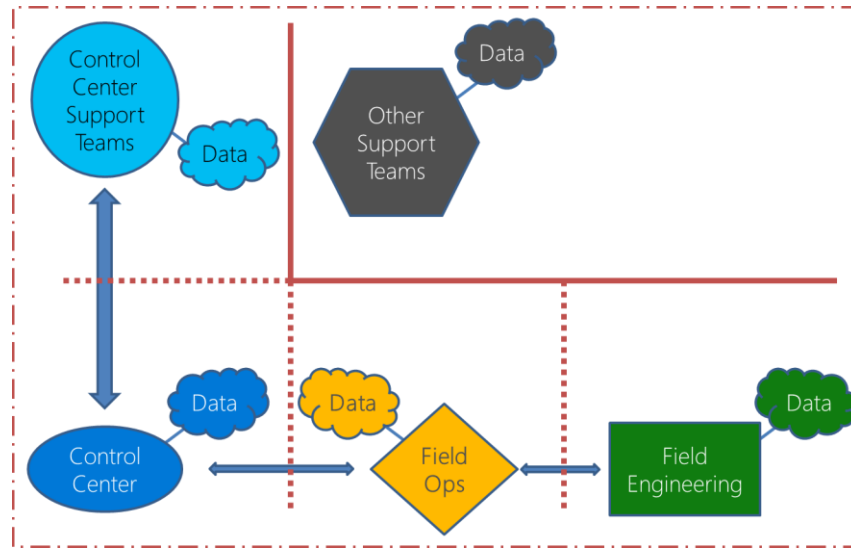 Control
Center
Support
Teams
Data
Other
Support
Teams
Data
Control
Center
Data
Field
Ops
Data
Field
Engineering
Data